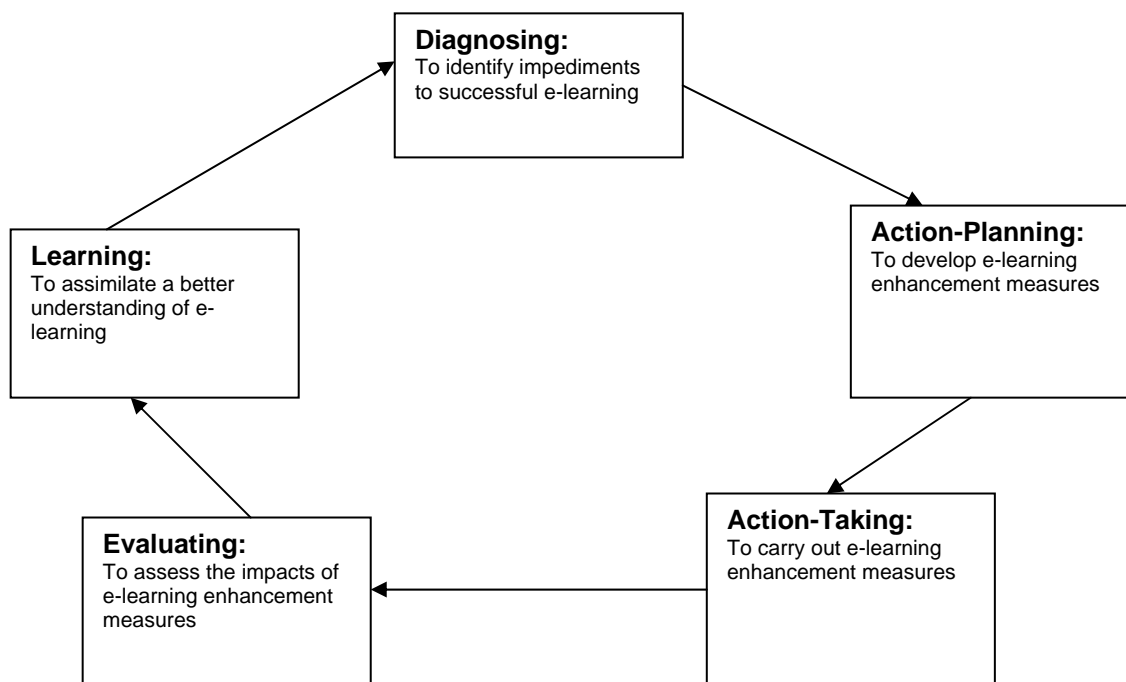 Diagnosing:
To identify impediments
to successful e-learning
Action-Planning:
To develop e-learning
enhancement measures
Action-Taking:
To carry out e-learning
enhancement measures
Evaluating:
To assess the impacts of
e-learning enhancement
measures
Learning:
To assimilate a better
understanding of e-
learning